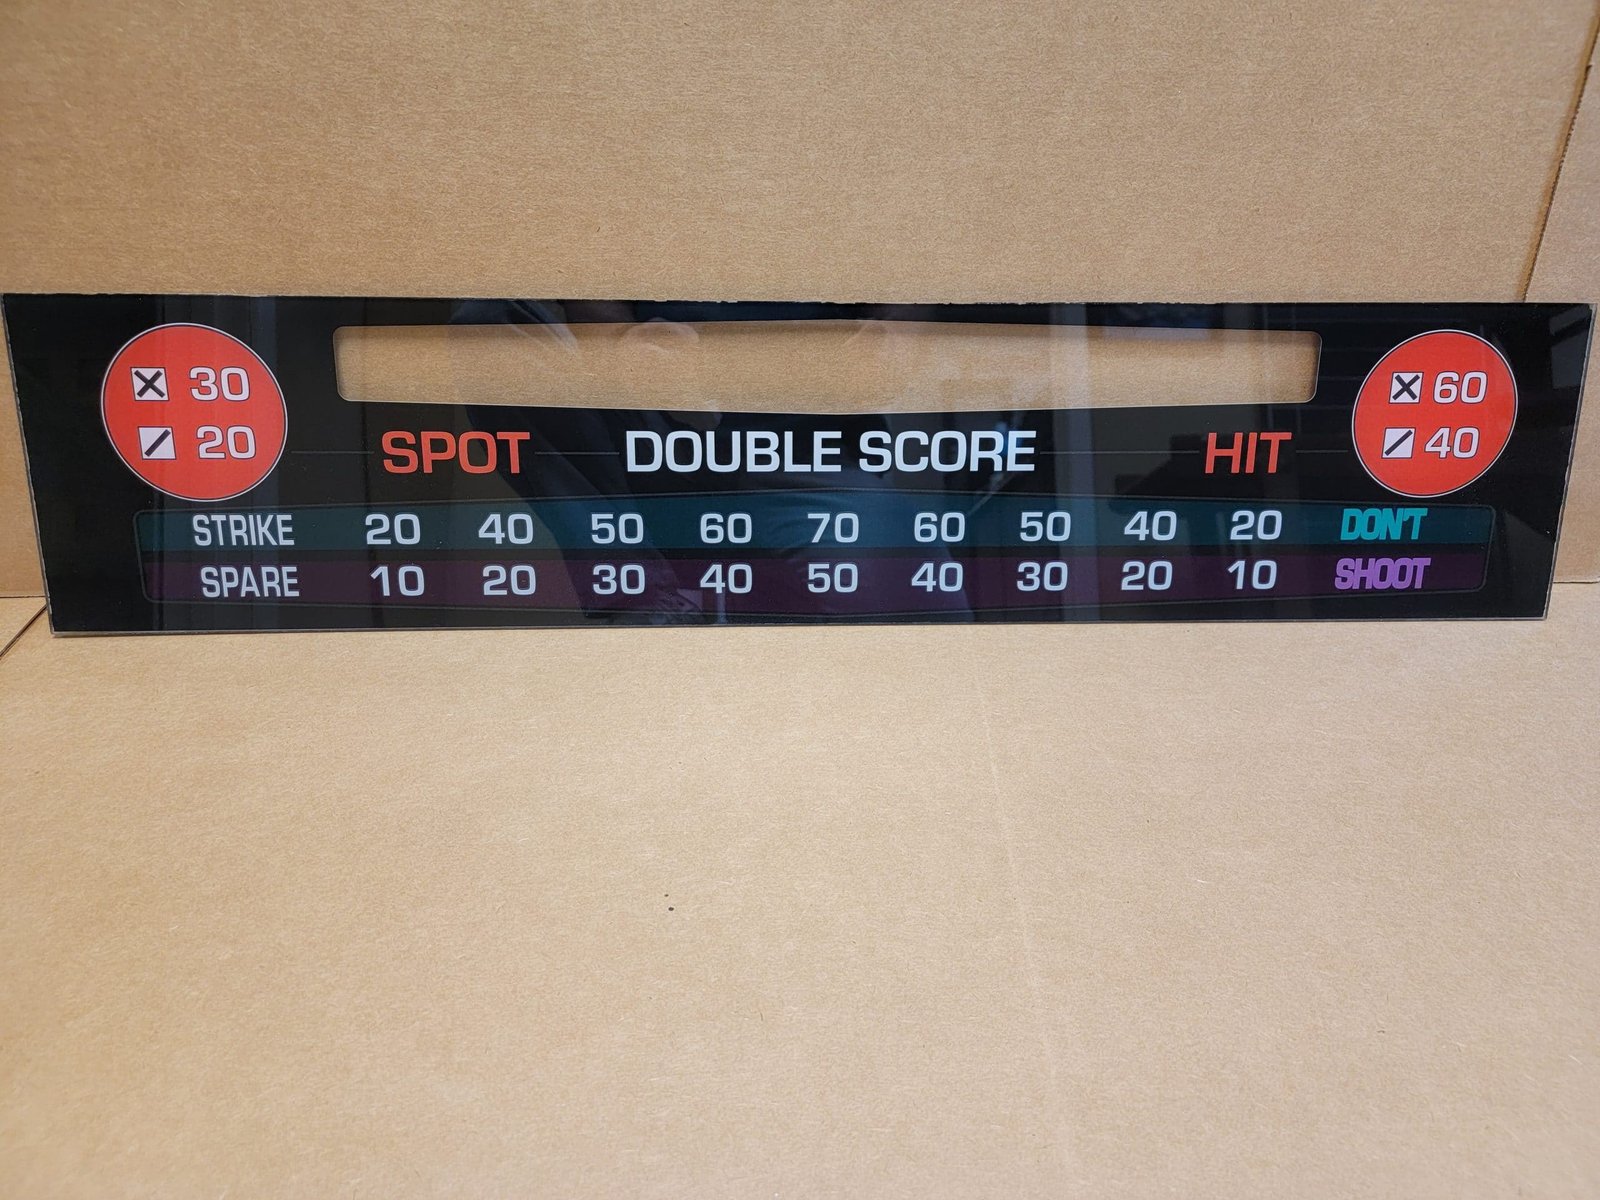 30
20
60
40
SPOT DOUBLE SCORE HIT
STRIKE 20 40 50 60 70 60 50 40 20 DON'T
SPARE 10 20 30 40 50 40 30 20 10 SHOOT